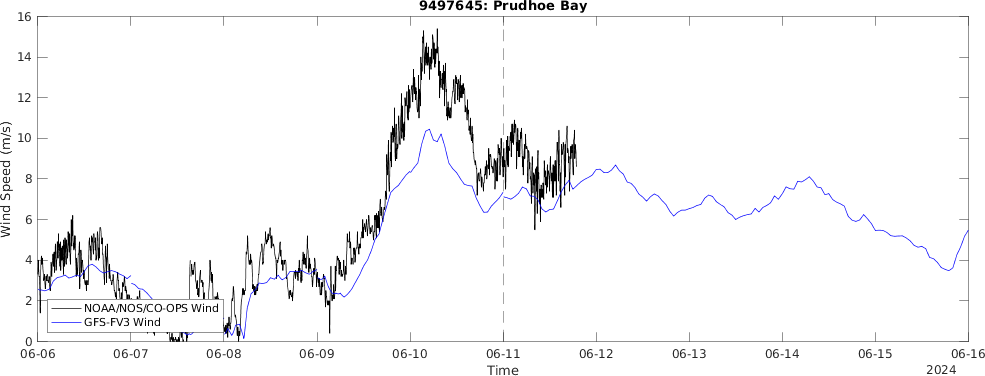 9497645: Prudhoe Bay
16
14
12
10
8
6
4
2
0
Wind Speed (m/s)
NOAA/NOS/CO-OPS Wind
GFS-FV3 Wind
06-06 06-07 06-08 06-09 06-10 06-11 06-12 06-13 06-14 06-15 06-16
Time
2024